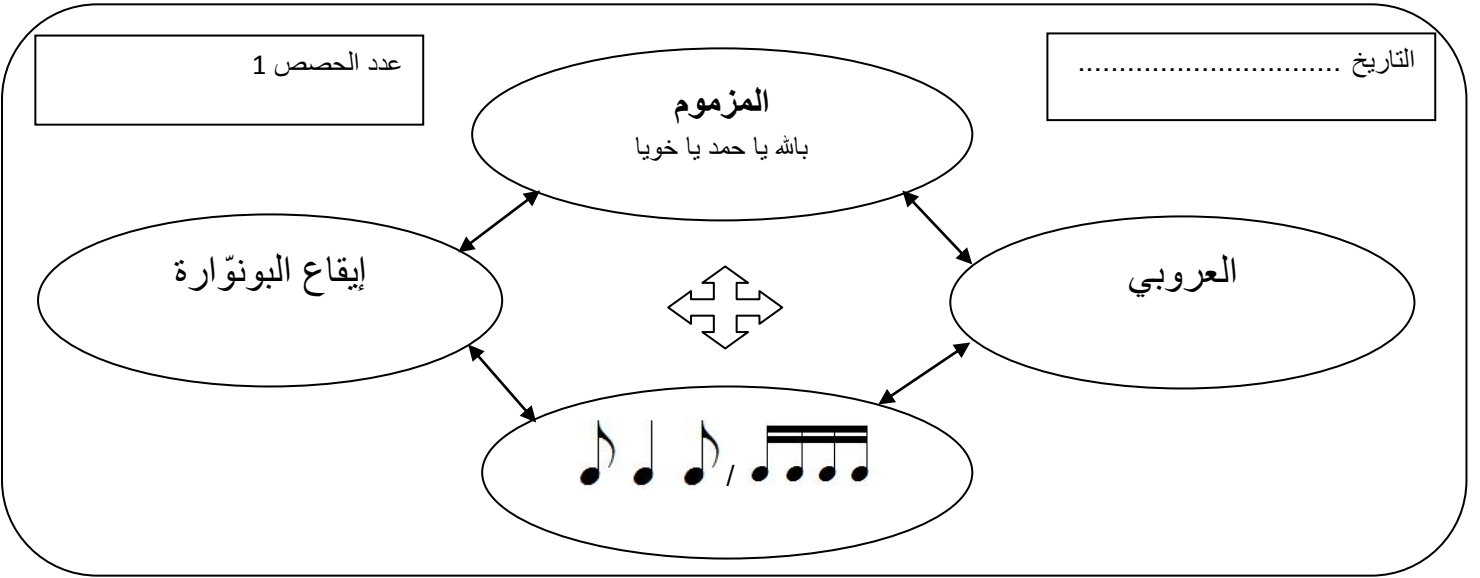 التاريخ ..............................
عدد الحصص 1
المزموم
بالله يا حمد يا خويا
العروبي
إيقاع البونوّارة
/